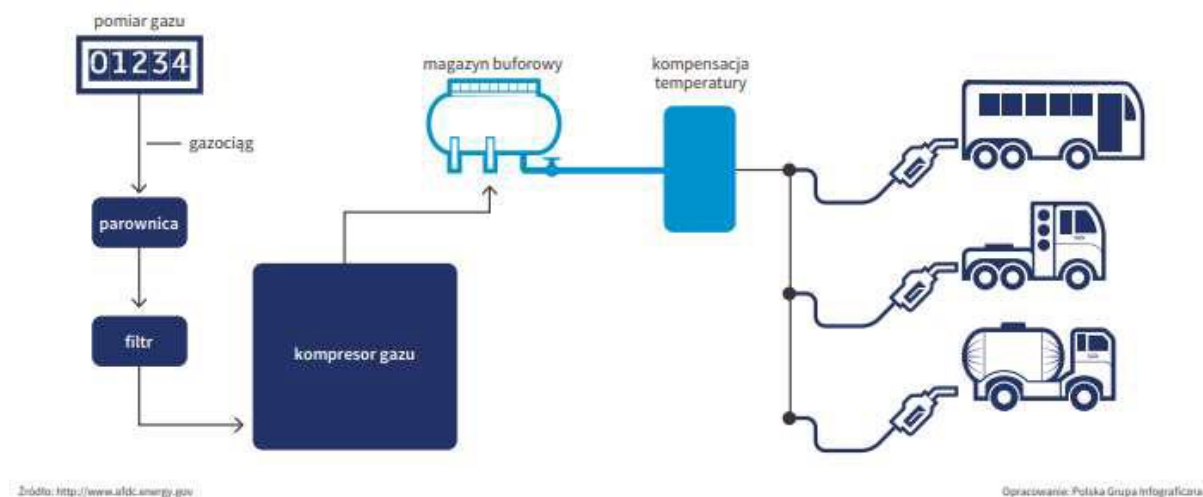 pomiar gazu
01234
gazociąg
parownica
filtr
kompresor gazu
magazyn buforowy
kompensacja
temperatury
Źródło: http://www.afdc.energy.gov
Opracowanie: Polska Grupa Infograficzna